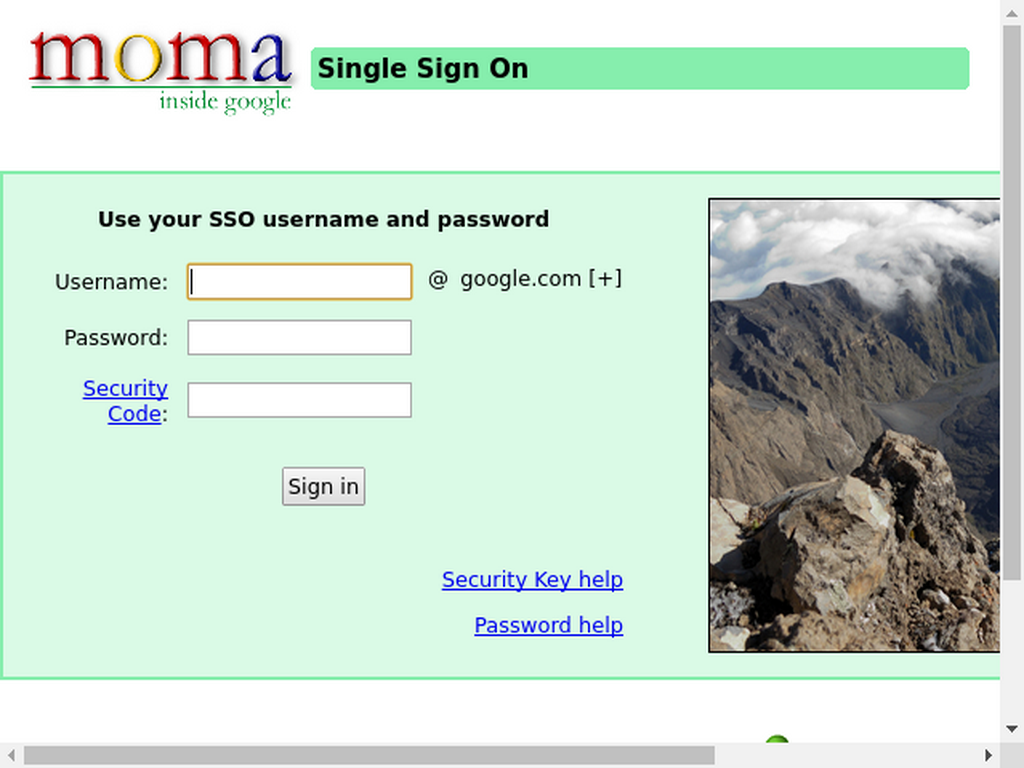 moma
inside google
Single Sign On
Use your SSO username and password
Username:
@ google.com [+]
Password:
Security
Code:
Sign in
Security Key help
Password help